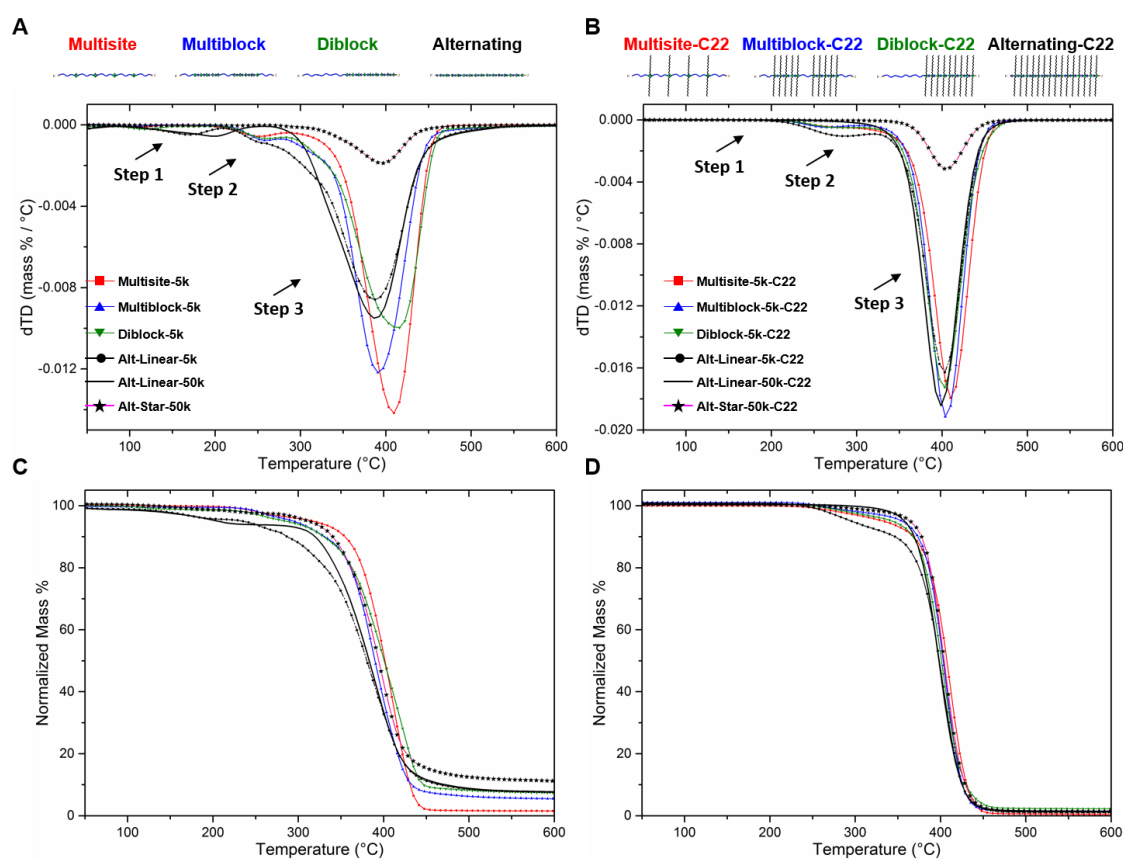 A
Multisite Multiblock Diblock Alternating
0.000
-0.004
-0.008
-0.012
dTD (mass % / °C)
Step 1
Step 2
Step 3
Multisite-5k
Multiblock-5k
Diblock-5k
Alt-Linear-5k
Alt-Linear-50k
Alt-Star-50k
100 200 300 400 500 600
Temperature (°C)
B
Multisite-C22 Multiblock-C22 Diblock-C22 Alternating-C22
0.000
-0.004
-0.008
-0.012
-0.016
-0.020
dTD (mass % / °C)
Step 1
Step 2
Step 3
Multisite-5k-C22
Multiblock-5k-C22
Diblock-5k-C22
Alt-Linear-5k-C22
Alt-Linear-50k-C22
Alt-Star-50k-C22
100 200 300 400 500 600
Temperature (°C)
C
100
80
60
40
20
0
Normalized Mass %
100 200 300 400 500 600
Temperature (°C)
D
100
80
60
40
20
0
Normalized Mass %
100 200 300 400 500 600
Temperature (°C)